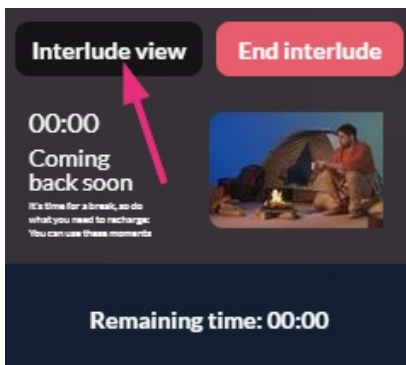 Interlude view
End interlude
00:00
Coming
back soon
It's time for a break, so do
what you need to recharge:
You can use these moments
Remaining time: 00:00